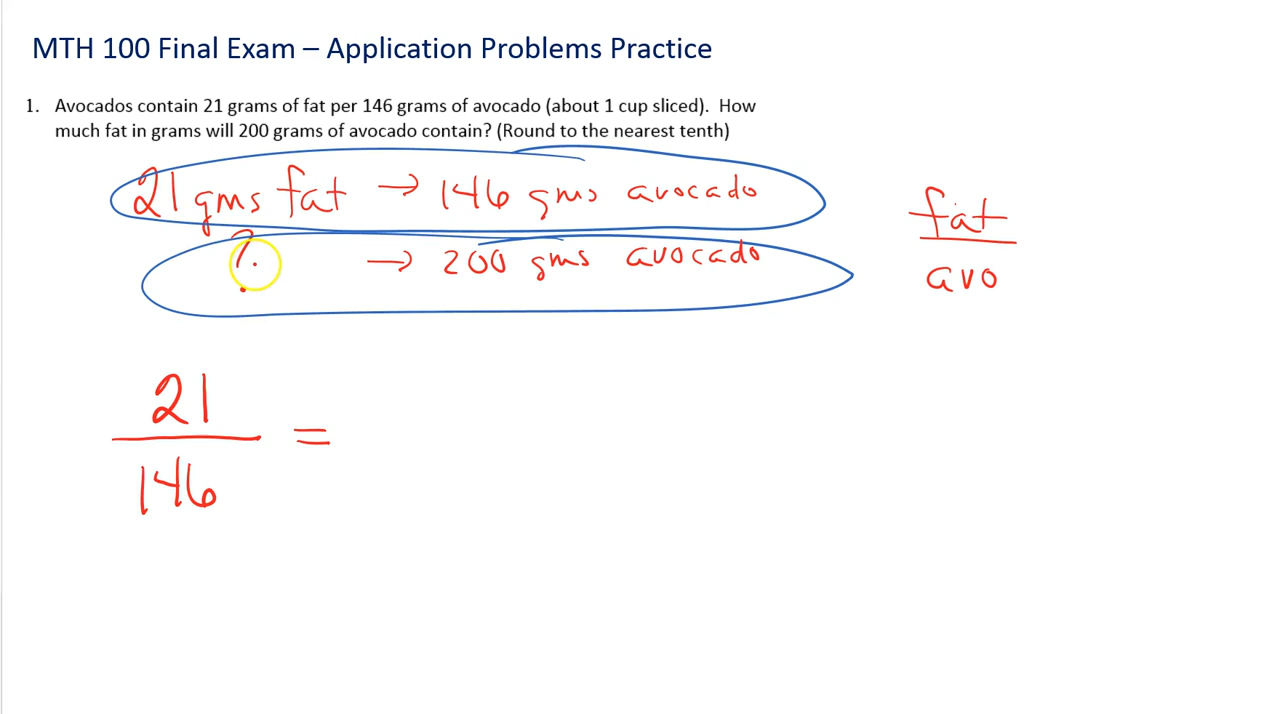 MTH 100 Final Exam – Application Problems Practice
1. Avocados contain 21 grams of fat per 146 grams of avocado (about 1 cup sliced). How
much fat in grams will 200 grams of avocado contain? (Round to the nearest tenth)
21 gms fat → 146 gms avocado
? → 200 gms avocado
fat
avo
21
146
=